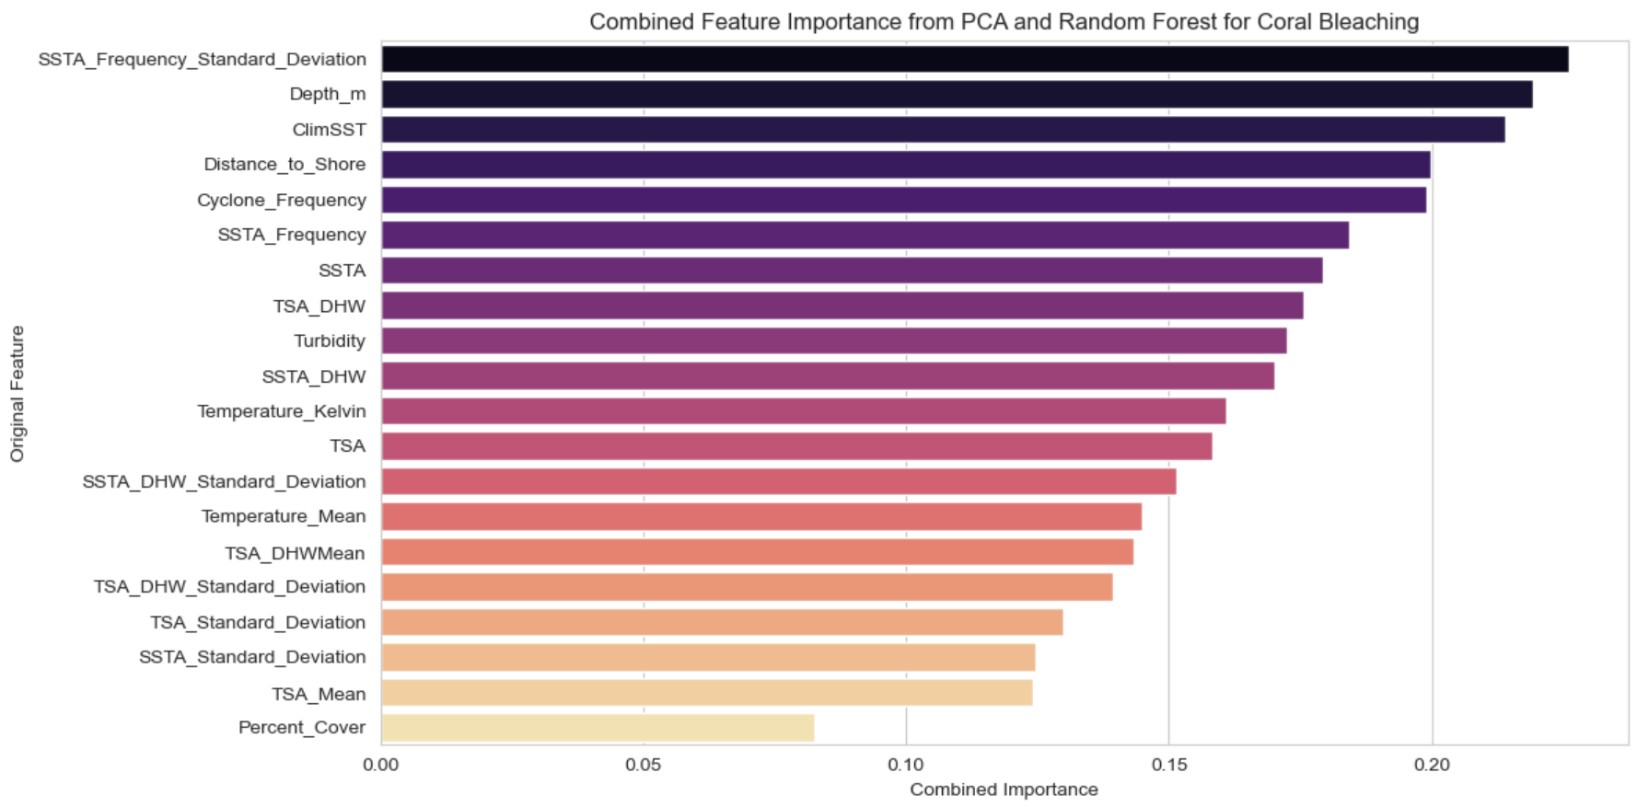 Combined Feature Importance from PCA and Random Forest for Coral Bleaching
SSTA_Frequency_Standard_Deviation
Depth_m
ClimSST
Distance_to_Shore
Cyclone_Frequency
SSTA_Frequency
SSTA
TSA_DHW
Turbidity
SSTA_DHW
Temperature_Kelvin
TSA
SSTA_DHW_Standard_Deviation
Temperature_Mean
TSA_DHWMean
TSA_DHW_Standard_Deviation
TSA_Standard_Deviation
SSTA_Standard_Deviation
TSA_Mean
Percent_Cover
Original Feature
0.00 0.05 0.10 0.15 0.20
Combined Importance